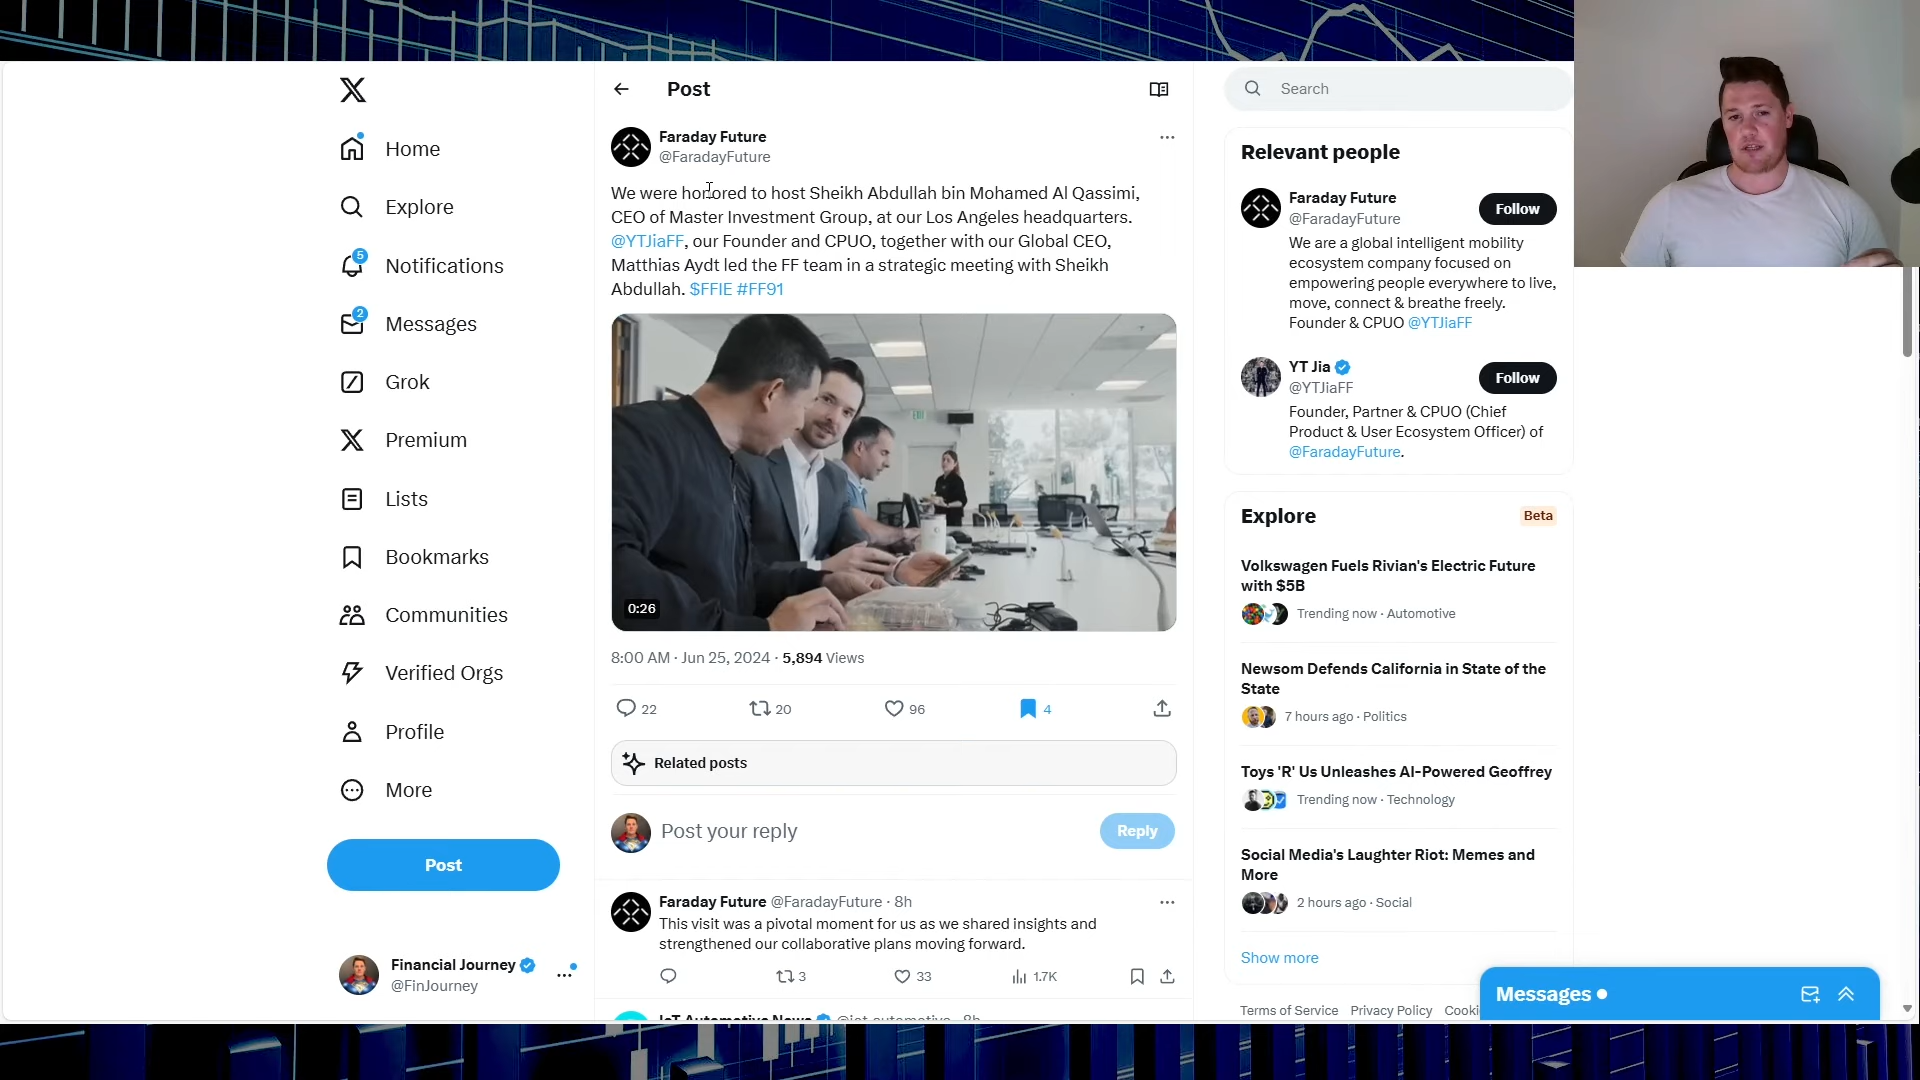 Home
Explore
5
Notifications
2
Messages
Grok
Premium
Lists
Bookmarks
Communities
Verified Orgs
Profile
More
Post
Financial Journey
@FinJourney
Post
Faraday Future
@FaradayFuture
We were honored to host Sheikh Abdullah bin Mohamed Al Qassimi,
CEO of Master Investment Group, at our Los Angeles headquarters.
@YTJiaFF, our Founder and CPUO, together with our Global CEO,
Matthias Aydt led the FF team in a strategic meeting with Sheikh
Abdullah. $FFIE #FF91
0:26
8:00 AM · Jun 25, 2024 · 5,894 Views
22 20 96 4
Related posts
Post your reply
Reply
Faraday Future @FaradayFuture · 8h
This visit was a pivotal moment for us as we shared insights and
strengthened our collaborative plans moving forward.
3 33 1.7K
IoT Automotive News @iot_automotive · 8h
Search
Relevant people
Faraday Future
@FaradayFuture
Follow
We are a global intelligent mobility
ecosystem company focused on
empowering people everywhere to live,
move, connect & breathe freely.
Founder & CPUO @YTJiaFF
YT Jia
@YTJiaFF
Follow
Founder, Partner & CPUO (Chief
Product & User Ecosystem Officer) of
@FaradayFuture.
Explore
Beta
Volkswagen Fuels Rivian's Electric Future
with $5B
Trending now · Automotive
Newsom Defends California in State of the
State
7 hours ago · Politics
Toys 'R' Us Unleashes AI-Powered Geoffrey
Trending now · Technology
Social Media's Laughter Riot: Memes and
More
2 hours ago · Social
Show more
Terms of Service Privacy Policy Cooki
Messages